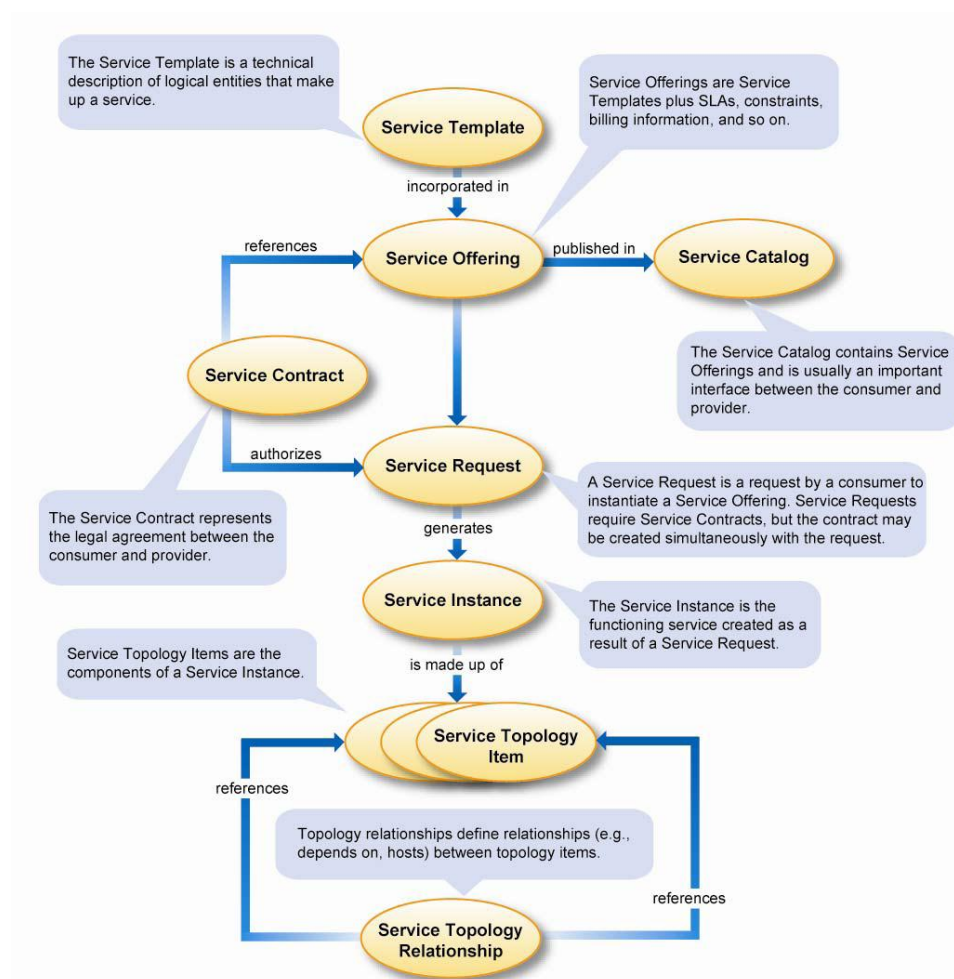 The Service Template is a technical
description of logical entities that make
up a service.
Service Offerings are Service
Templates plus SLAs, constraints,
billing information, and so on.
Service Template
incorporated in
references
Service Offering
published in
Service Catalog
The Service Catalog contains Service
Offerings and is usually an important
interface between the consumer and
provider.
Service Contract
authorizes
Service Request
The Service Contract represents
the legal agreement between the
consumer and provider.
A Service Request is a request by a consumer to
instantiate a Service Offering. Service Requests
require Service Contracts, but the contract may
be created simultaneously with the request.
generates
Service Instance
The Service Instance is the
functioning service created as a
result of a Service Request.
Service Topology Items are the
components of a Service Instance.
is made up of
Service Topology
Item
references
Topology relationships define relationships (e.g.,
depends on, hosts) between topology items.
references
Service Topology
Relationship